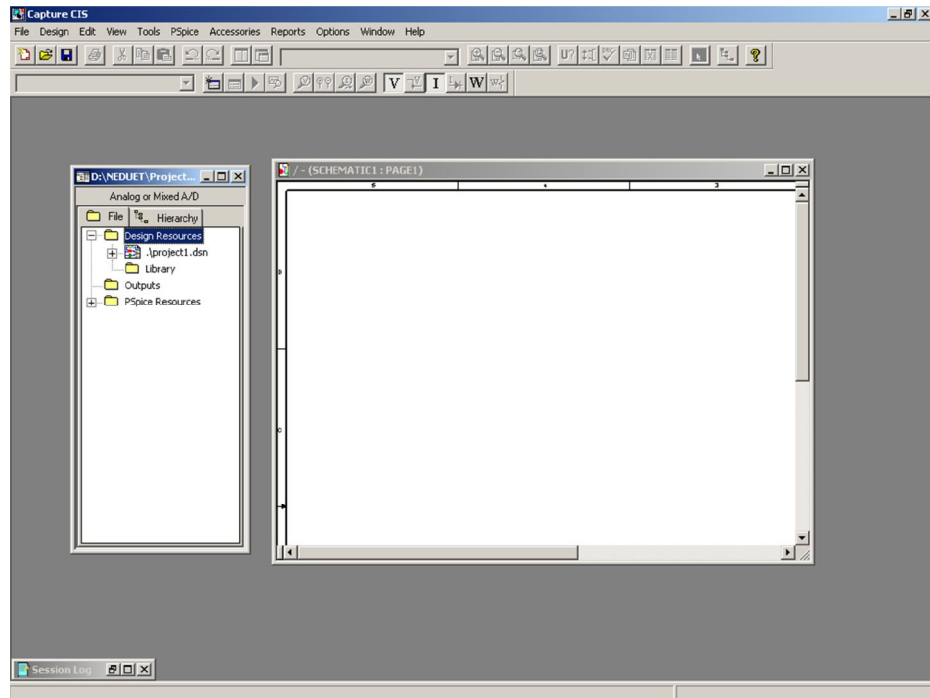 Capture CIS
File Design Edit View Tools PSpice Accessories Reports Options Window Help
U?
V I W
D:\NEDUET\Project...
Analog or Mixed A/D
File Hierarchy
Design Resources
.\project1.dsn
Library
Outputs
PSpice Resources
/ - (SCHEMATIC1 : PAGE1)
5 4 3
D
C
Session Log